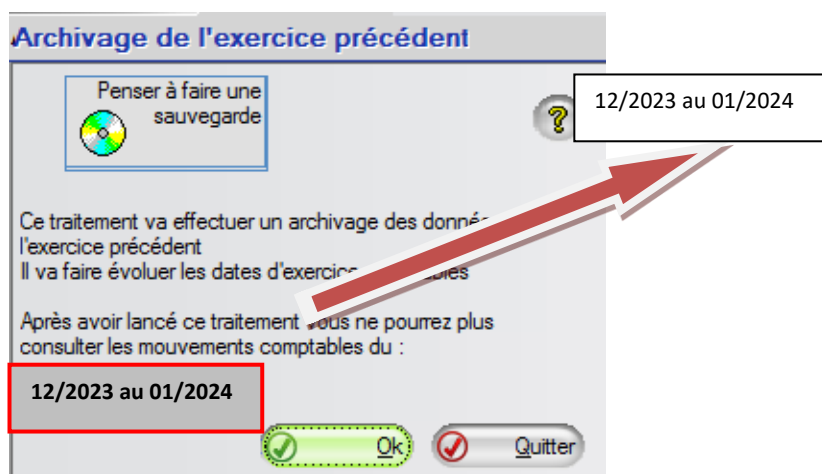 Archivage de l'exercice précédent
Penser à faire une
sauvegarde
12/2023 au 01/2024
Ce traitement va effectuer un archivage des
l'exercice précédent
Il va faire évoluer les dates
Après avoir lancé ce traitement vous ne pourrez plus
consulter les mouvements comptables du :
12/2023 au 01/2024
Ok
Quitter